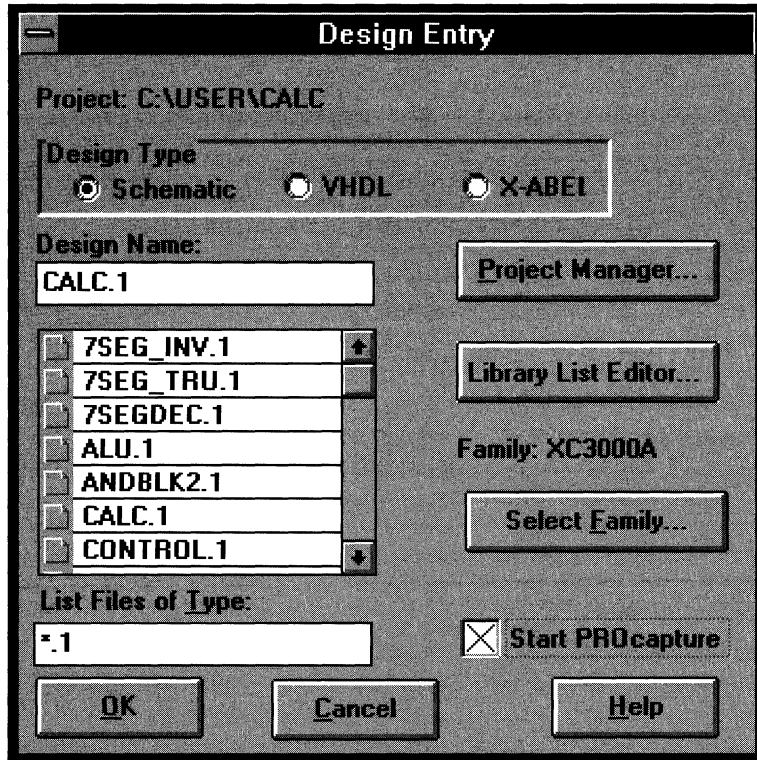 Design Entry
Project: C:\USER\CALC
Design Type
Schematic
VHDL
X-ABEL
Design Name:
CALC.1
Project Manager...
7SEG_INV.1
7SEG_TRU.1
7SEGDEC.1
ALU.1
ANDBLK2.1
CALC.1
CONTROL.1
Library List Editor...
Family: XC3000A
Select Family...
List Files of Type:
*.1
Start PROcapture
OK
Cancel
Help